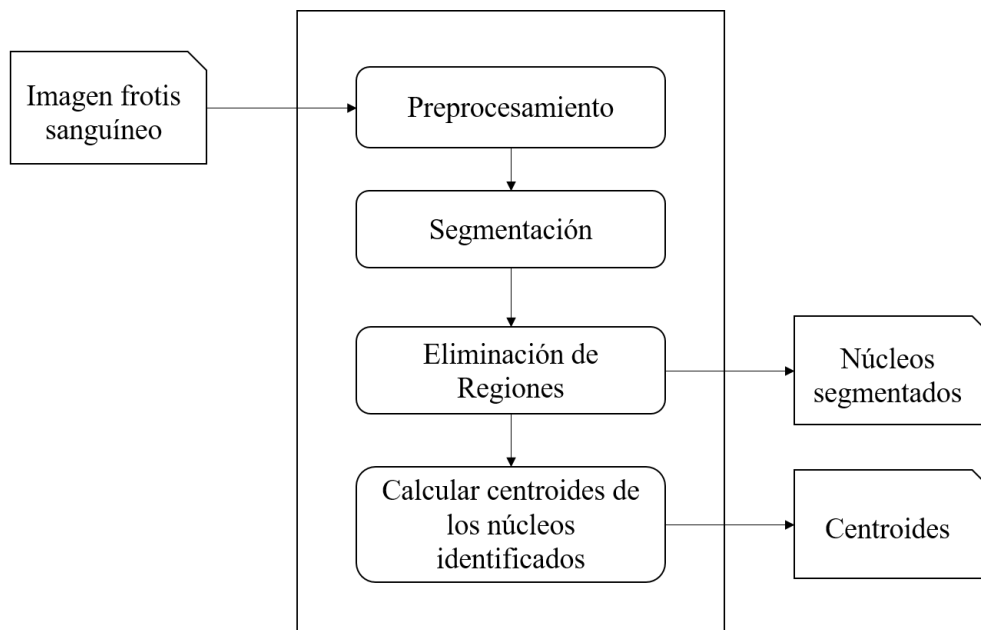 Imagen frotis
sanguíneo
Preprocesamiento
Segmentación
Eliminación de
Regiones
Núcleos
segmentados
Calcular centroides de
los núcleos
identificados
Centroides